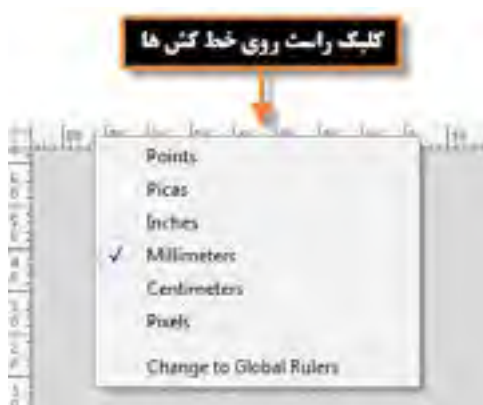 کلیک راست روی خط کش ها
Points
Picas
Inches
Millimeters
Centimeters
Pixels
Change to Global Rulers